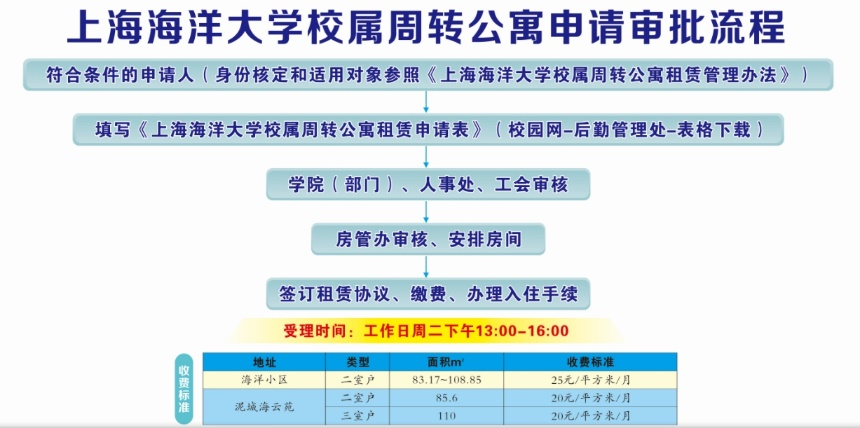 上海海洋大学校属周转公寓申请审批流程
符合条件的申请人（身份核定和适用对象参照《上海海洋大学校属周转公寓租赁管理办法》）
填写《上海海洋大学校属周转公寓租赁申请表》（校园网-后勤管理处-表格下载）
学院（部门）、人事处、工会审核
房管办审核、安排房间
签订租赁协议、缴费、办理入住手续
受理时间：工作日周二下午13:00-16:00
收费标准
地址 类型 面积㎡ 收费标准
海洋小区 二室户 83.17~108.85 25元/平方米/月
泥城海云苑 二室户 85.6 20元/平方米/月
三室户 110 20元/平方米/月